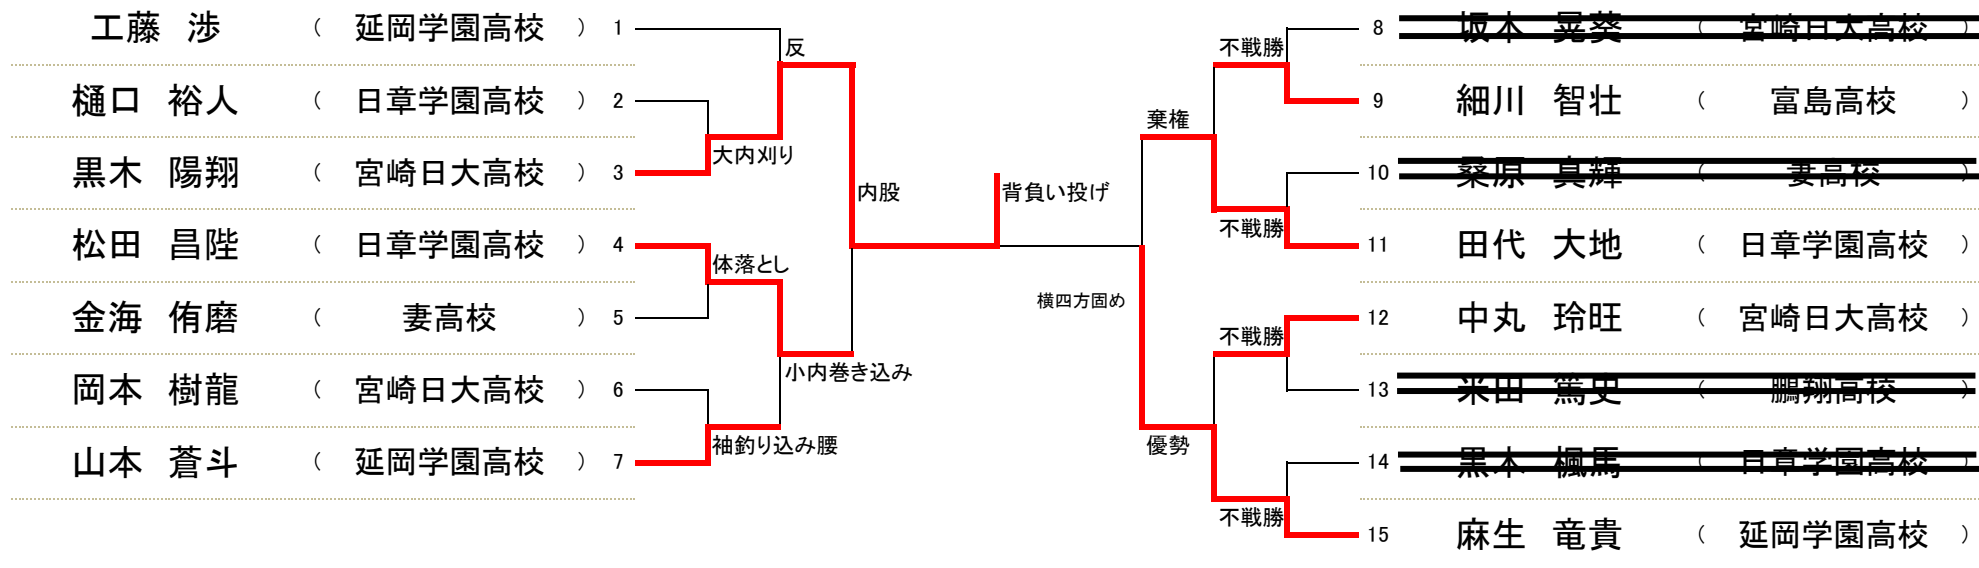 工藤 渉 ( 延岡学園高校 ) 1
樋口 裕人 ( 日章学園高校 ) 2
黒木 陽翔 ( 宮崎日大高校 ) 3
松田 昌陛 ( 日章学園高校 ) 4
金海 侑磨 ( 妻高校 ) 5
岡本 樹龍 ( 宮崎日大高校 ) 6
山本 蒼斗 ( 延岡学園高校 ) 7
反
大内刈り
内股
体落とし
小内巻き込み
袖釣り込み腰
背負い投げ
横四方固め
棄権
優勢
不戦勝
不戦勝
不戦勝
不戦勝
8 坂本 晃葵 ( 宮崎日大高校 )
9 細川 智壮 ( 富島高校 )
10 桑原 真輝 ( 妻高校 )
11 田代 大地 ( 日章学園高校 )
12 中丸 玲旺 ( 宮崎日大高校 )
13 米田 篤史 ( 鵬翔高校 )
14 黒木 楓馬 ( 日章学園高校 )
15 麻生 竜貴 ( 延岡学園高校 )